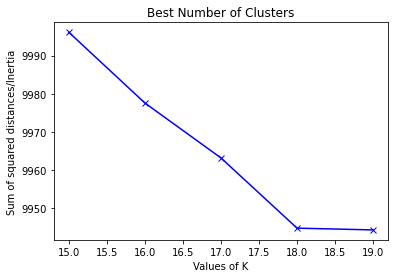 Best Number of Clusters
Sum of squared distances/Inertia
9990
9980
9970
9960
9950
15.0 15.5 16.0 16.5 17.0 17.5 18.0 18.5 19.0
Values of K